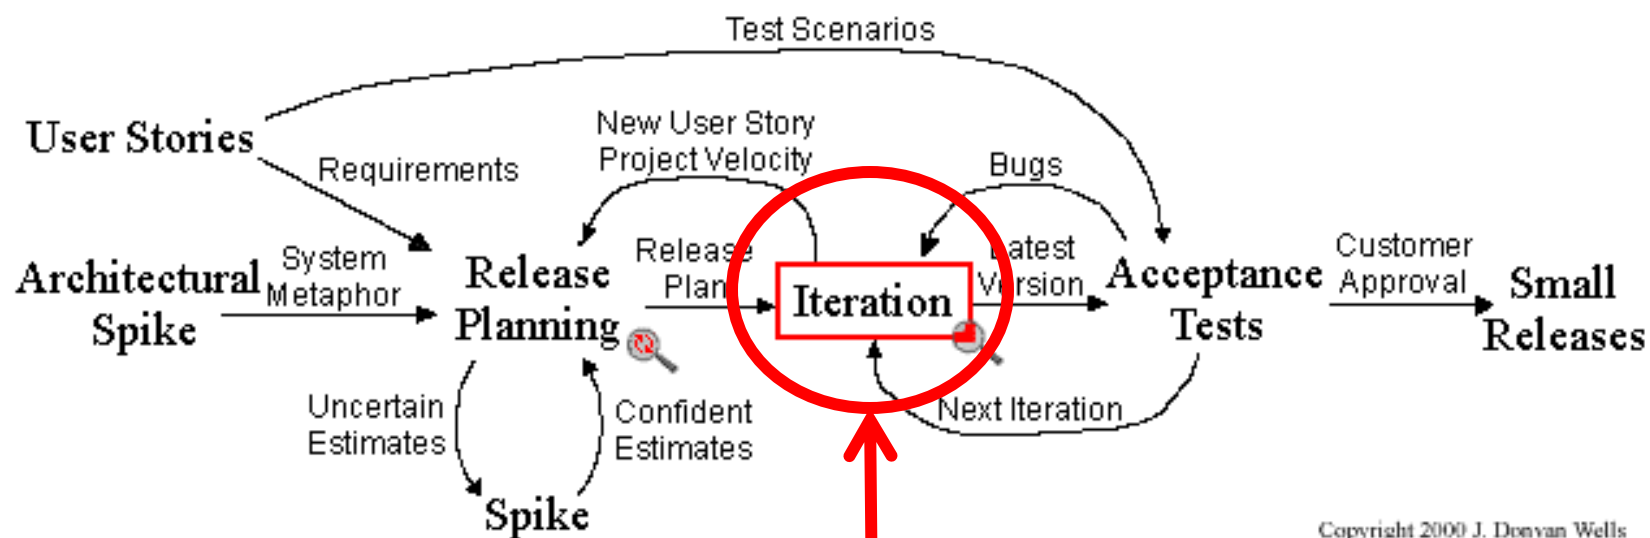 Test Scenarios
User Stories
Requirements
New User Story
Project Velocity
Bugs
Architectural
Spike
System
Metaphor
Release
Planning
Release
Plan
Iteration
Latest
Version
Acceptance
Tests
Customer
Approval
Small
Releases
Uncertain
Estimates
Confident
Estimates
Next Iteration
Spike
Copyright 2000 J. Donvan Wells